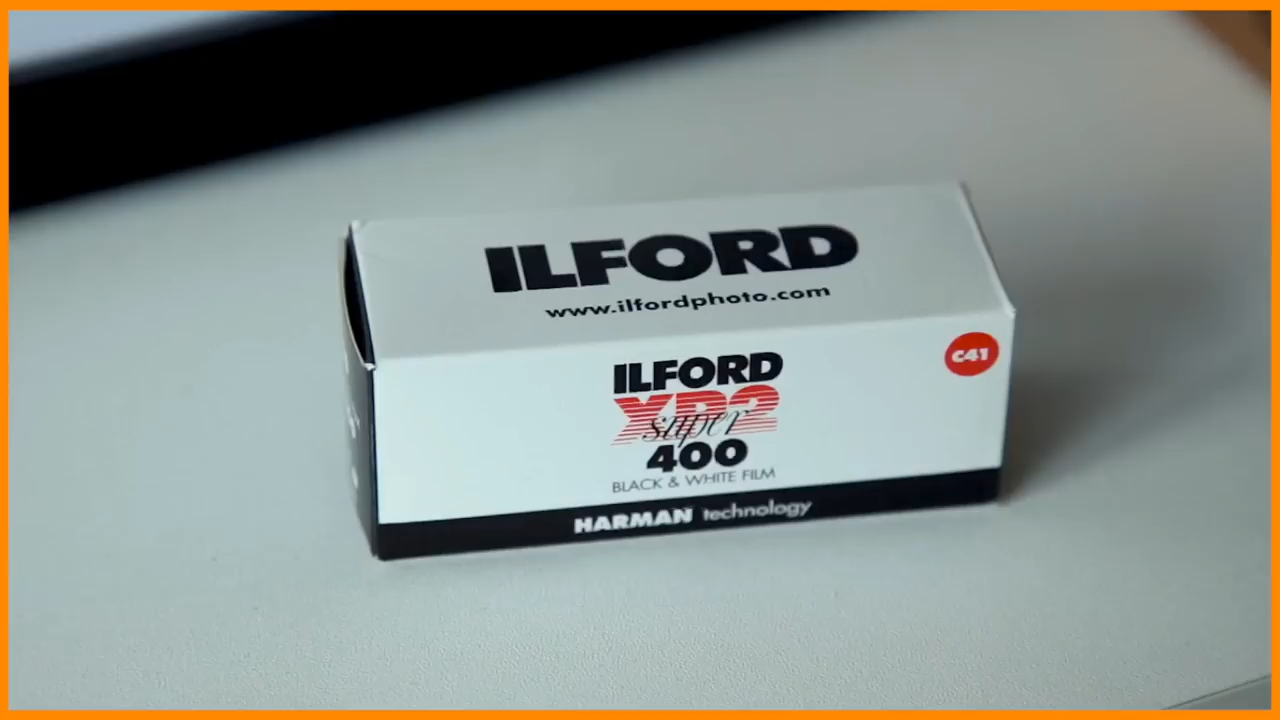 ILFORD
www.ilfordphoto.com
C41
ILFORD
XP2
super
400
BLACK & WHITE FILM
HARMAN technology